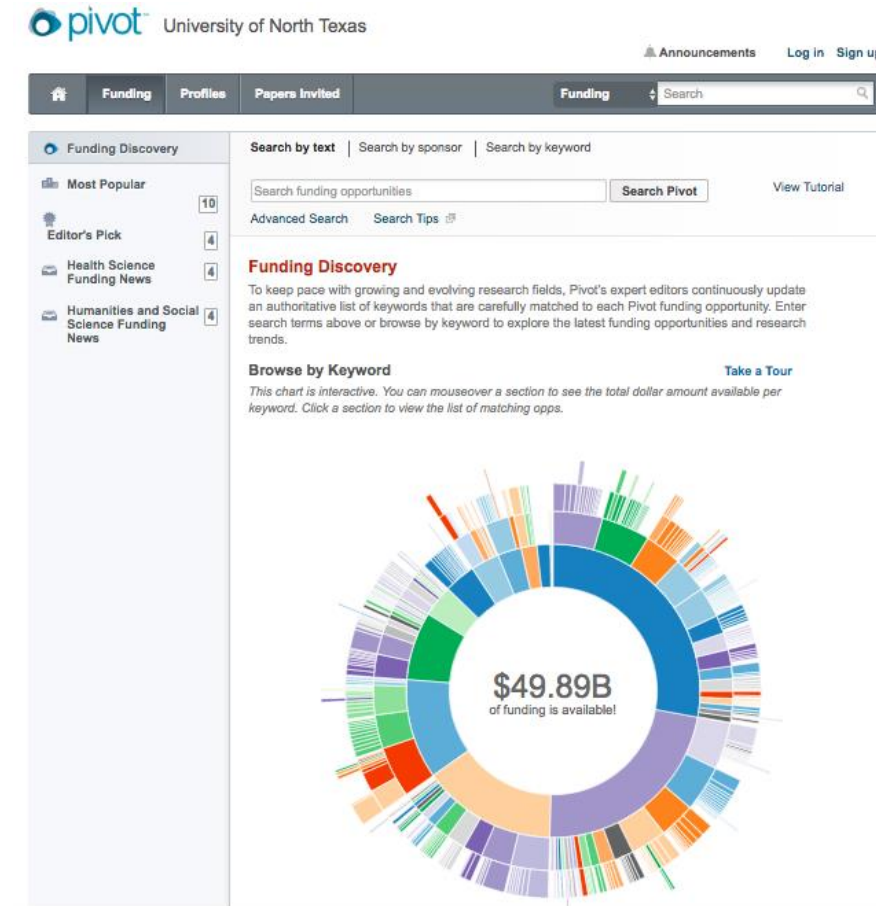 pivot University of North Texas
Announcements Log in Sign up
Funding Profiles Papers Invited Funding Search
Funding Discovery
Most Popular
10
Editor's Pick
4
Health Science
Funding News
4
Humanities and Social
Science Funding
News
4
Search by text | Search by sponsor | Search by keyword
Search funding opportunities Search Pivot View Tutorial
Advanced Search Search Tips
Funding Discovery
To keep pace with growing and evolving research fields, Pivot's expert editors continuously update
an authoritative list of keywords that are carefully matched to each Pivot funding opportunity. Enter
search terms above or browse by keyword to explore the latest funding opportunities and research
trends.
Browse by Keyword Take a Tour
This chart is interactive. You can mouseover a section to see the total dollar amount available per
keyword. Click a section to view the list of matching opps.
$49.89B
of funding is available!